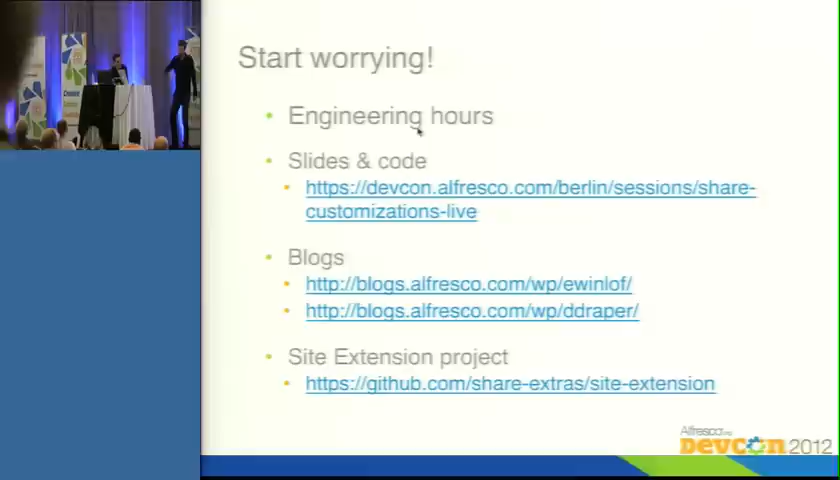 Start worrying!
• Engineering hours
• Slides & code
• https://devcon.alfresco.com/berlin/sessions/share-
customizations-live
• Blogs
• http://blogs.alfresco.com/wp/ewinlof/
• http://blogs.alfresco.com/wp/ddraper/
• Site Extension project
• https://github.com/share-extras/site-extension
Alfresco
DEVCON 2012